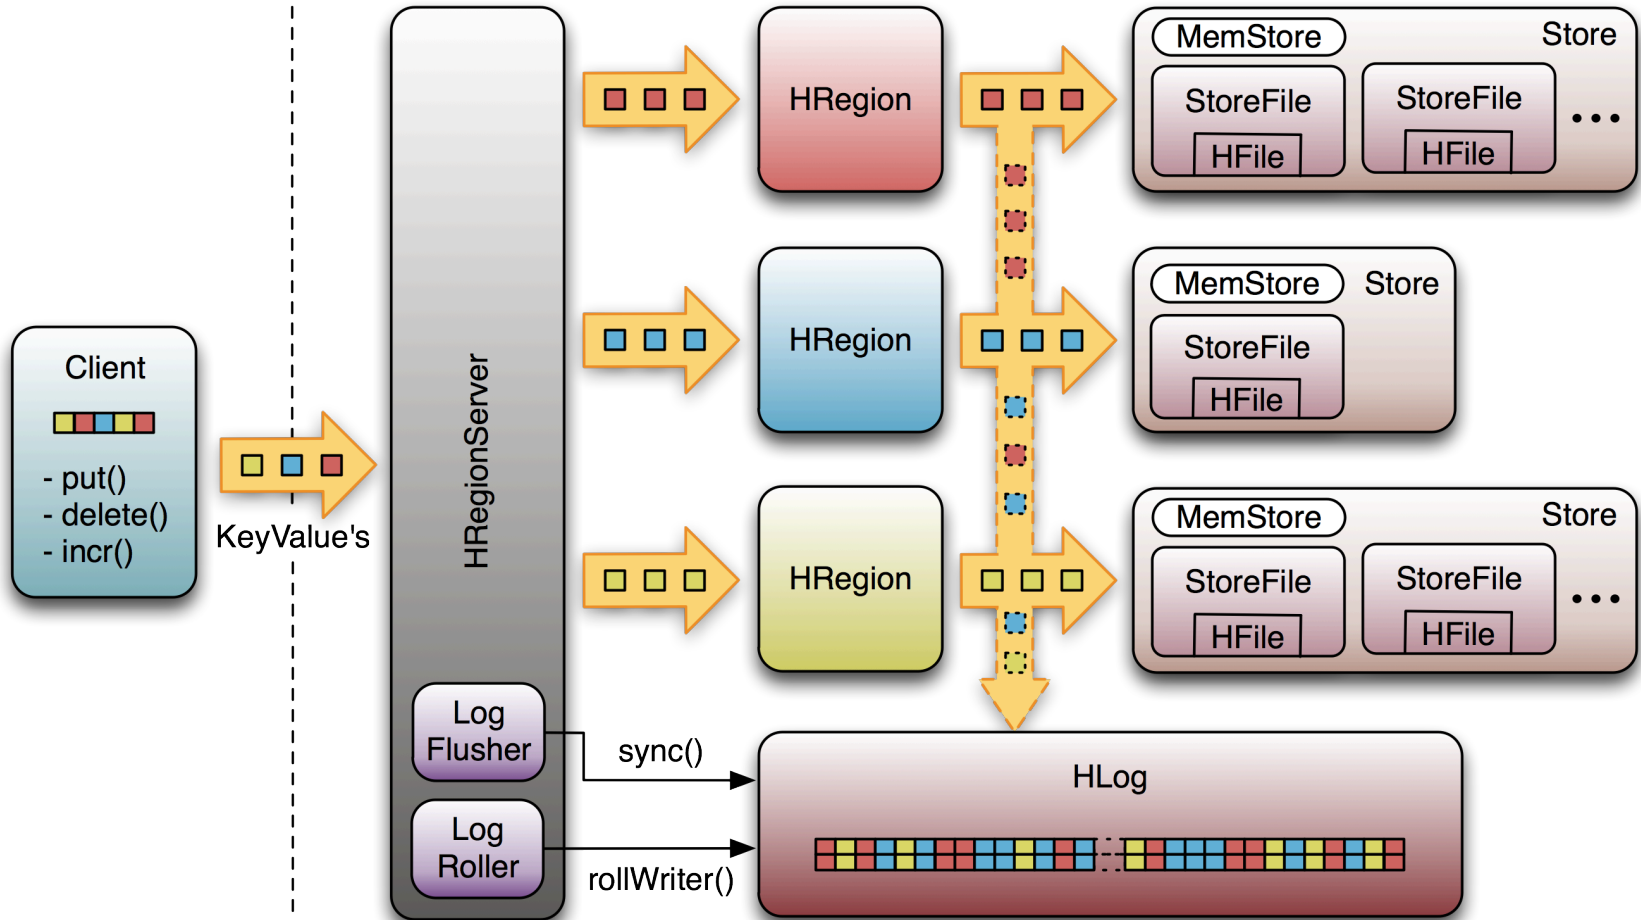 Client
- put()
- delete()
- incr()
KeyValue's
HRegionServer
Log
Flusher
Log
Roller
sync()
rollWriter()
HRegion
MemStore
Store
StoreFile
HFile
StoreFile
HFile
...
HRegion
MemStore
Store
StoreFile
HFile
HRegion
MemStore
Store
StoreFile
HFile
StoreFile
HFile
...
HLog